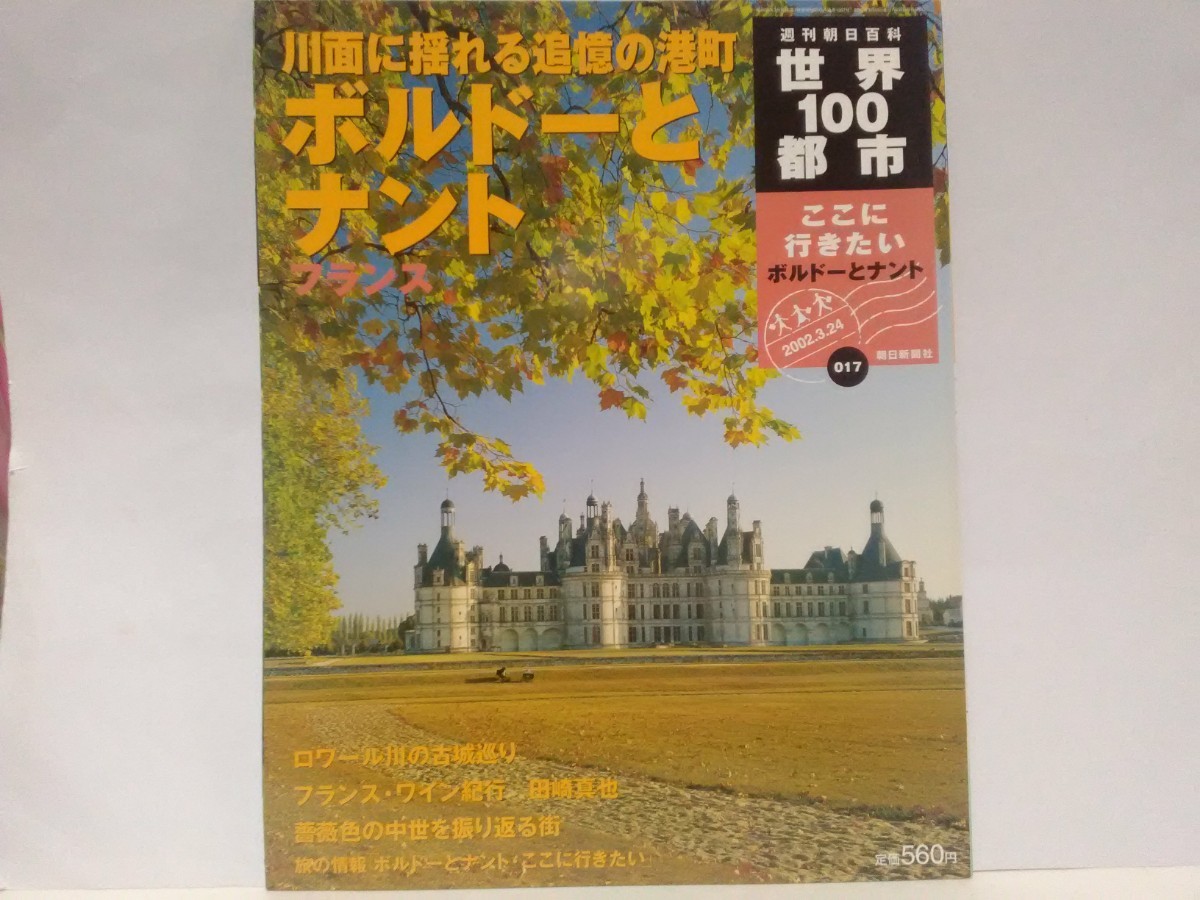 川面に揺れる追憶の港町
ボルドーと
ナント
フランス
週刊朝日百科
世界
100
都市
ここに
行きたい
ボルドーとナント
2002.3.24
朝日新聞社
017
ロワール川の古城巡り
フランス・ワイン紀行 田崎真也
薔薇色の中世を振り返る街
旅の情報 ボルドーとナント「ここに行きたい」
定価560円